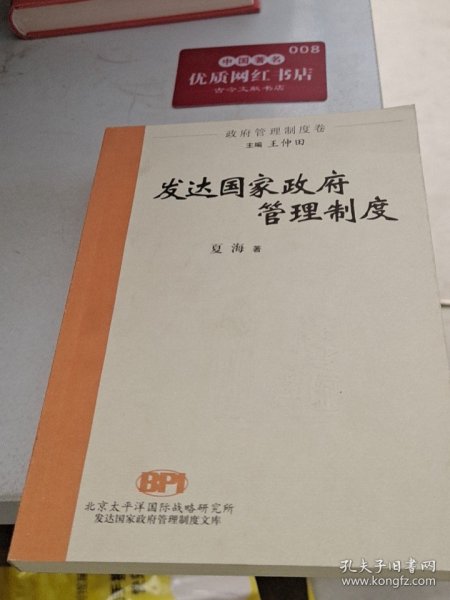 008
中国著名
优质网红书店
古今文献书店
政府管理制度卷
主编 王仲田
发达国家政府
管理制度
夏海 著
BPI
北京太平洋国际战略研究所
发达国家政府管理制度文库
孔夫子旧书网
www.kongfz.com